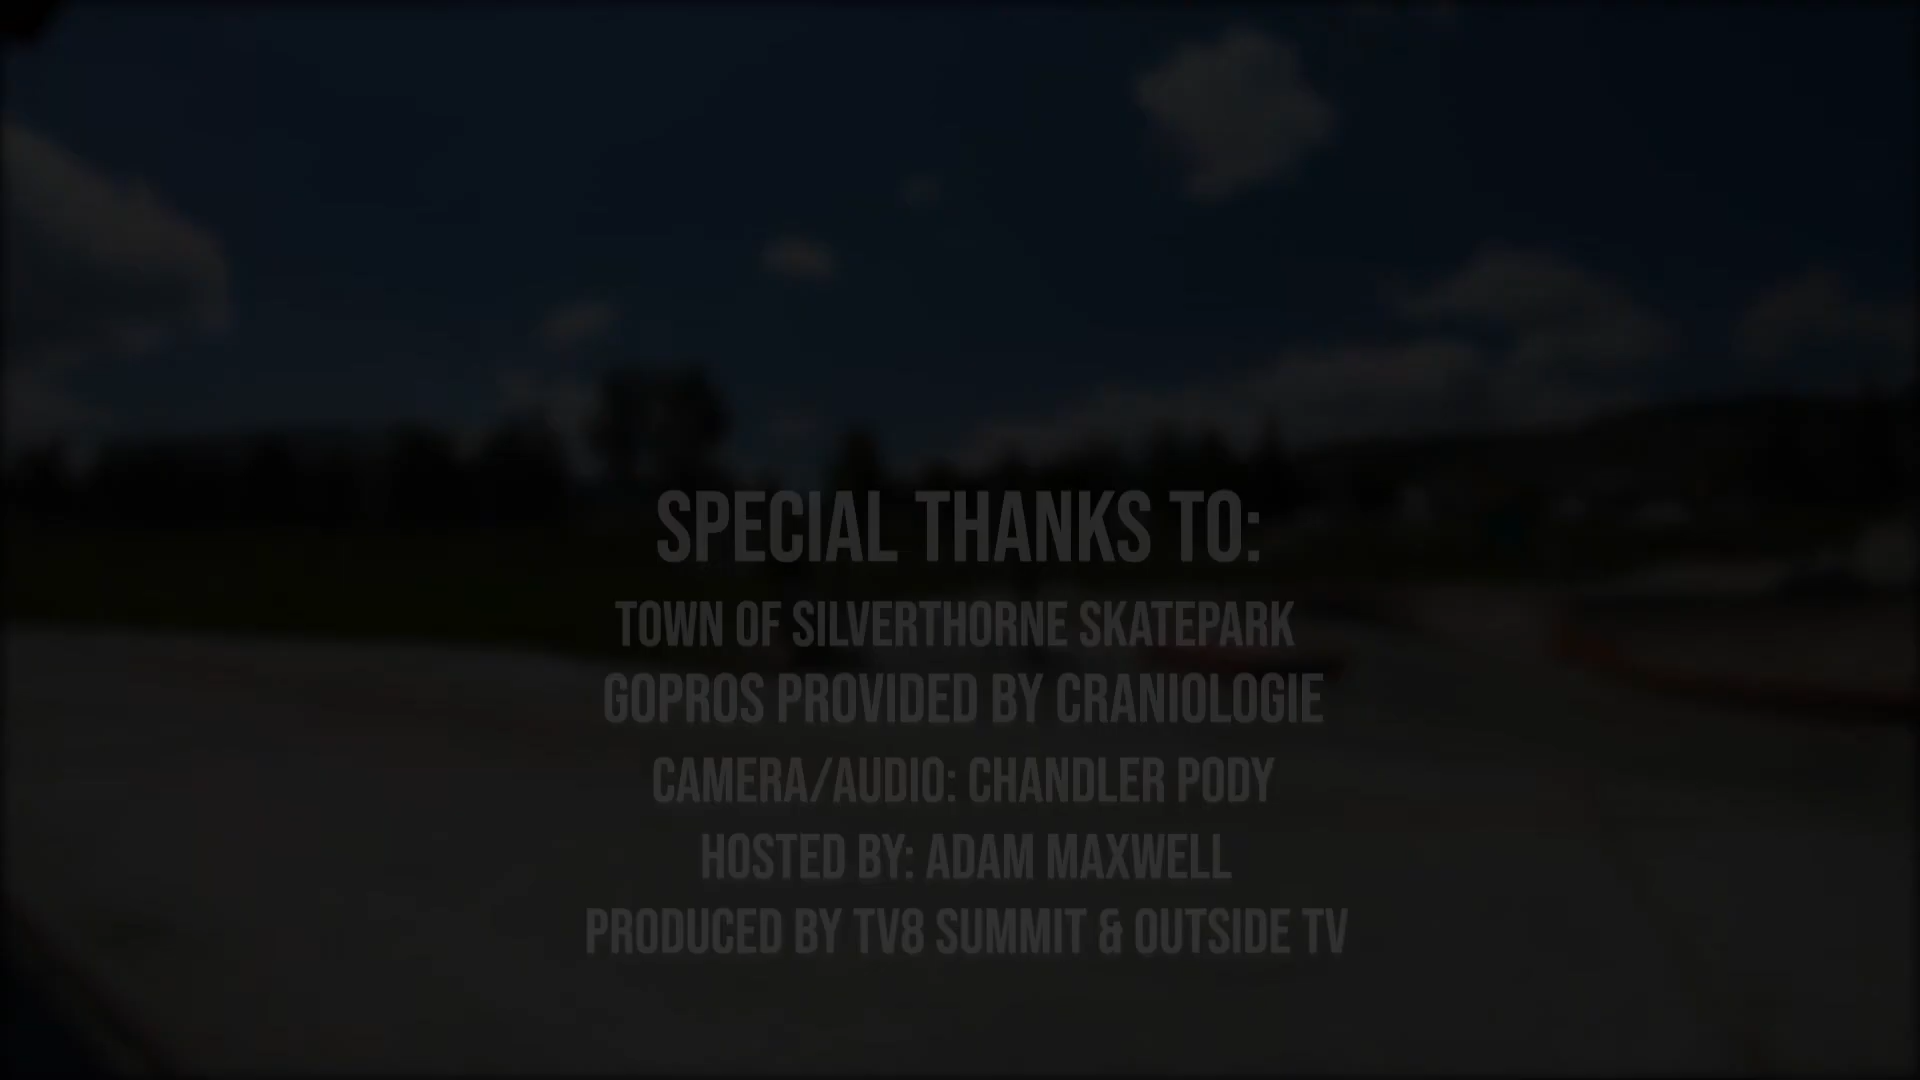 SPECIAL THANKS TO:
TOWN OF SILVERTHORNE SKATEPARK
GOPROS PROVIDED BY CRANIOLOGIE
CAMERA/AUDIO: CHANDLER PODY
HOSTED BY: ADAM MAXWELL
PRODUCED BY TV8 SUMMIT & OUTSIDE TV